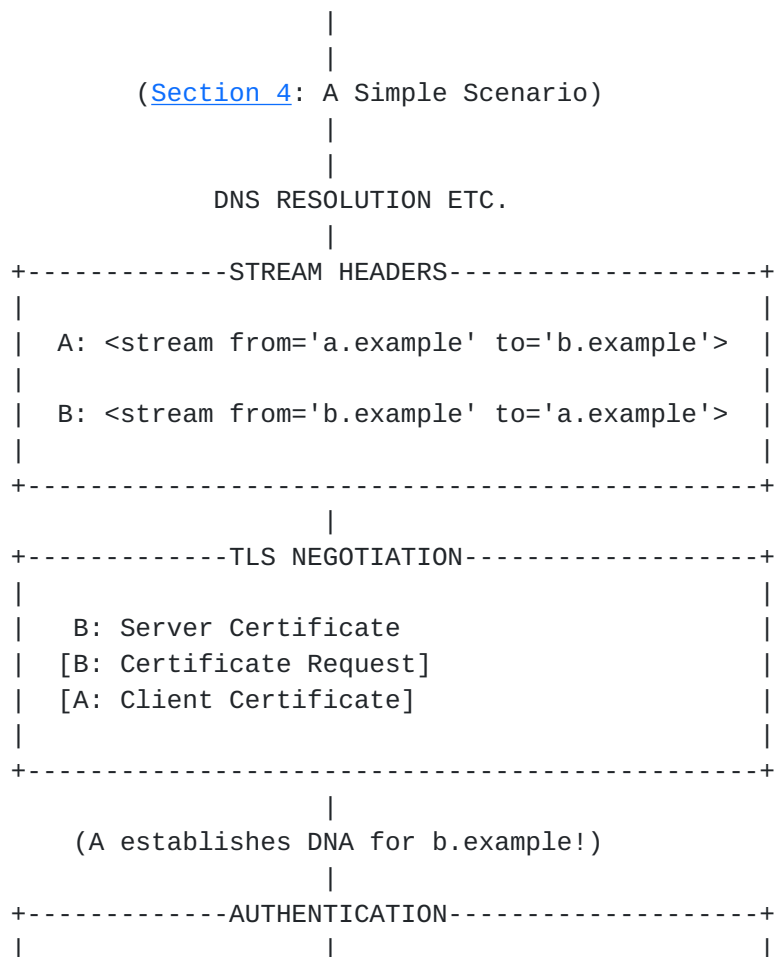 |
                    |
        (Section 4: A Simple Scenario)
                    |
                    |
             DNS RESOLUTION ETC.
                    |
+-------------STREAM HEADERS--------------------+
|                                               |
|  A: <stream from='a.example' to='b.example'>  |
|                                               |
|  B: <stream from='b.example' to='a.example'>  |
|                                               |
+-----------------------------------------------+
                    |
+-------------TLS NEGOTIATION-------------------+
|                                               |
|   B: Server Certificate                       |
|  [B: Certificate Request]                     |
|  [A: Client Certificate]                      |
|                                               |
+-----------------------------------------------+
                    |
    (A establishes DNA for b.example!)
                    |
+-------------AUTHENTICATION--------------------+
|                   |                           |